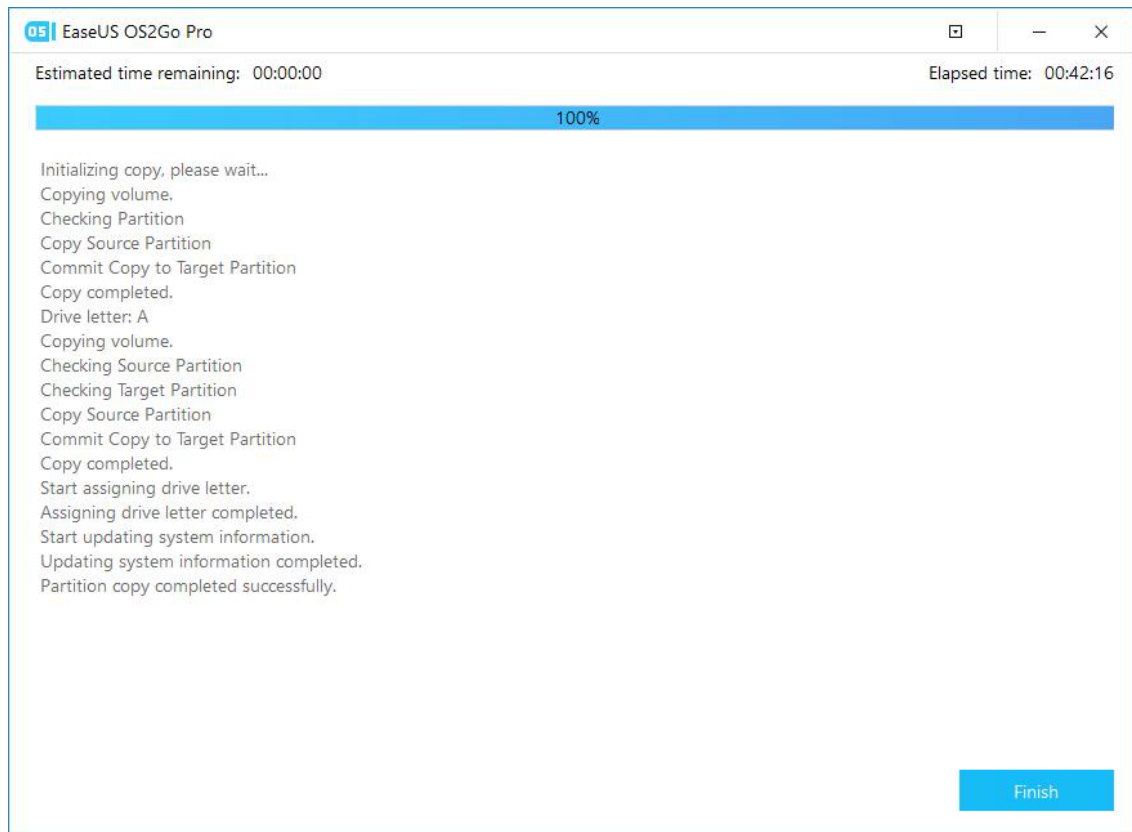 OS EaseUS OS2Go Pro
Estimated time remaining: 00:00:00 Elapsed time: 00:42:16
100%
Initializing copy, please wait...
Copying volume.
Checking Partition
Copy Source Partition
Commit Copy to Target Partition
Copy completed.
Drive letter: A
Copying volume.
Checking Source Partition
Checking Target Partition
Copy Source Partition
Commit Copy to Target Partition
Copy completed.
Start assigning drive letter.
Assigning drive letter completed.
Start updating system information.
Updating system information completed.
Partition copy completed successfully.
Finish